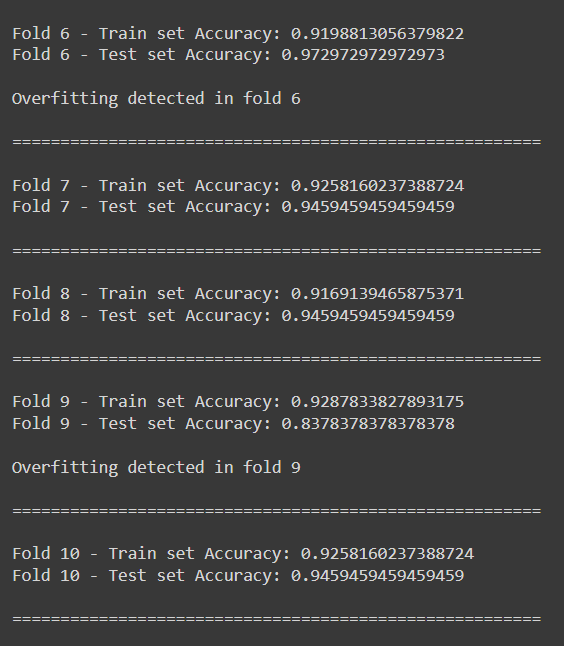 Fold 6 - Train set Accuracy: 0.9198813056379822
Fold 6 - Test set Accuracy: 0.972972972972973
Overfitting detected in fold 6
=======================================================
Fold 7 - Train set Accuracy: 0.9258160237388724
Fold 7 - Test set Accuracy: 0.9459459459459459
=======================================================
Fold 8 - Train set Accuracy: 0.9169139465875371
Fold 8 - Test set Accuracy: 0.9459459459459459
=======================================================
Fold 9 - Train set Accuracy: 0.9287833827893175
Fold 9 - Test set Accuracy: 0.8378378378378378
Overfitting detected in fold 9
=======================================================
Fold 10 - Train set Accuracy: 0.9258160237388724
Fold 10 - Test set Accuracy: 0.9459459459459459
=======================================================